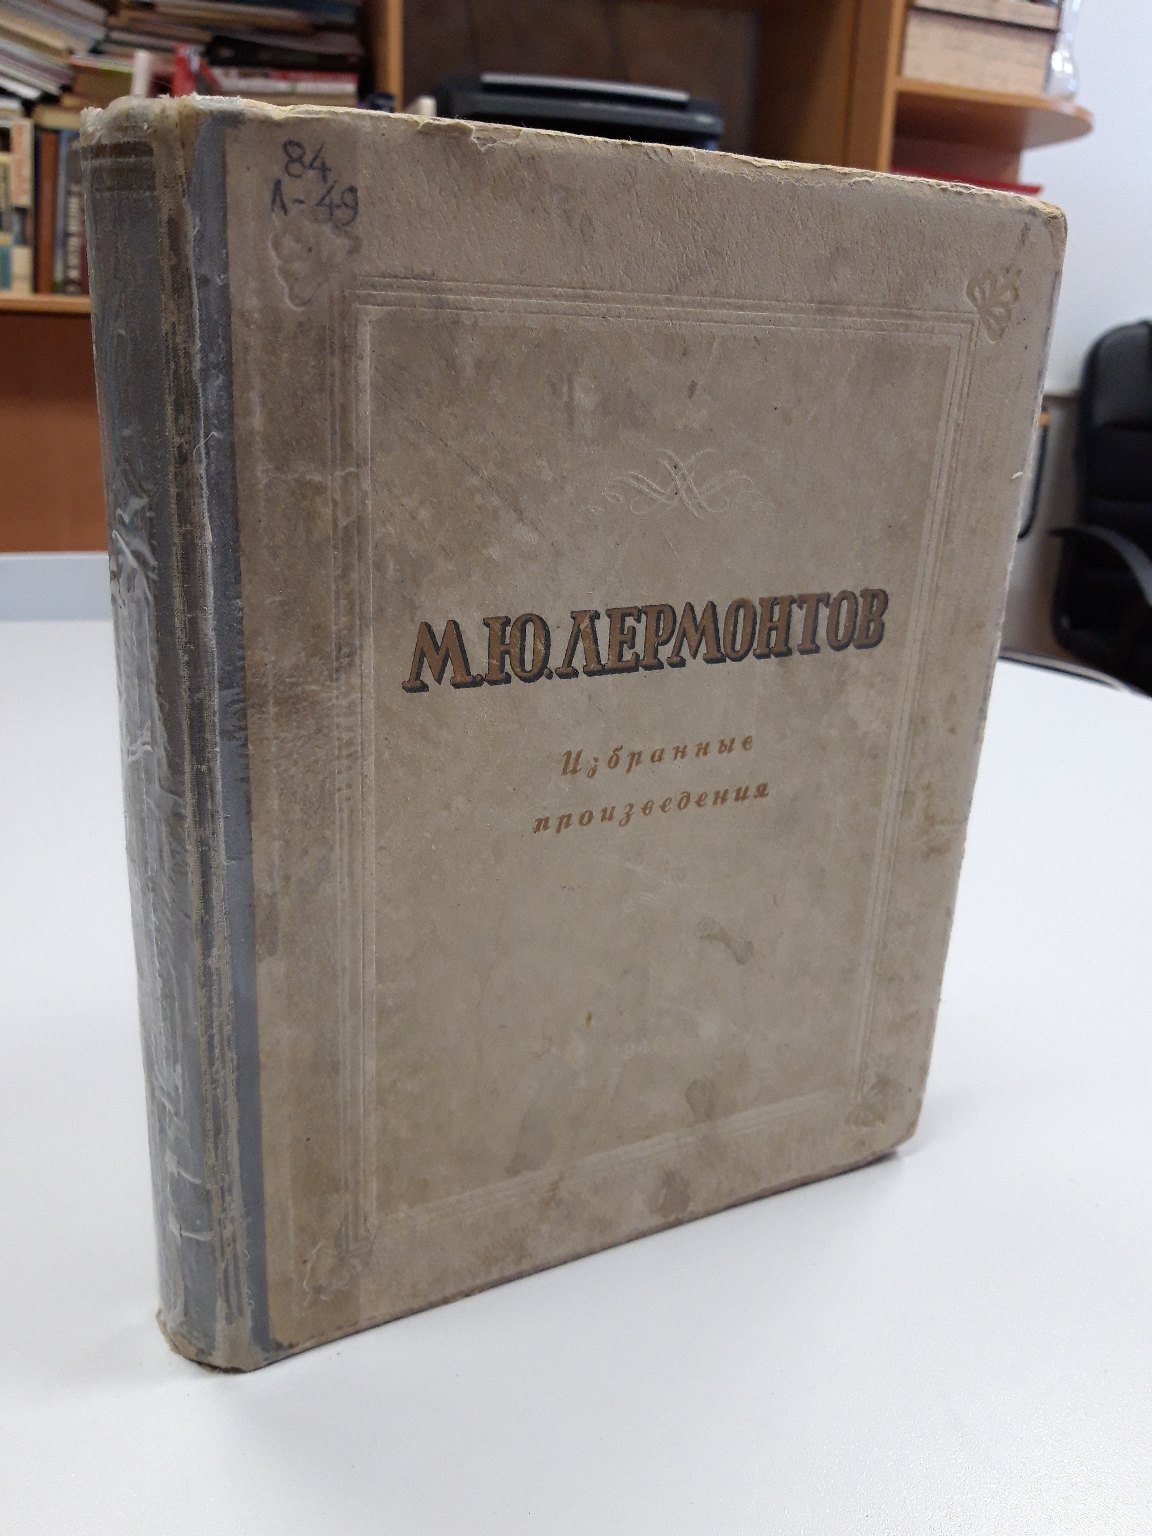 84
Л-49
М.Ю.ЛЕРМОНТОВ
Избранные
произведения